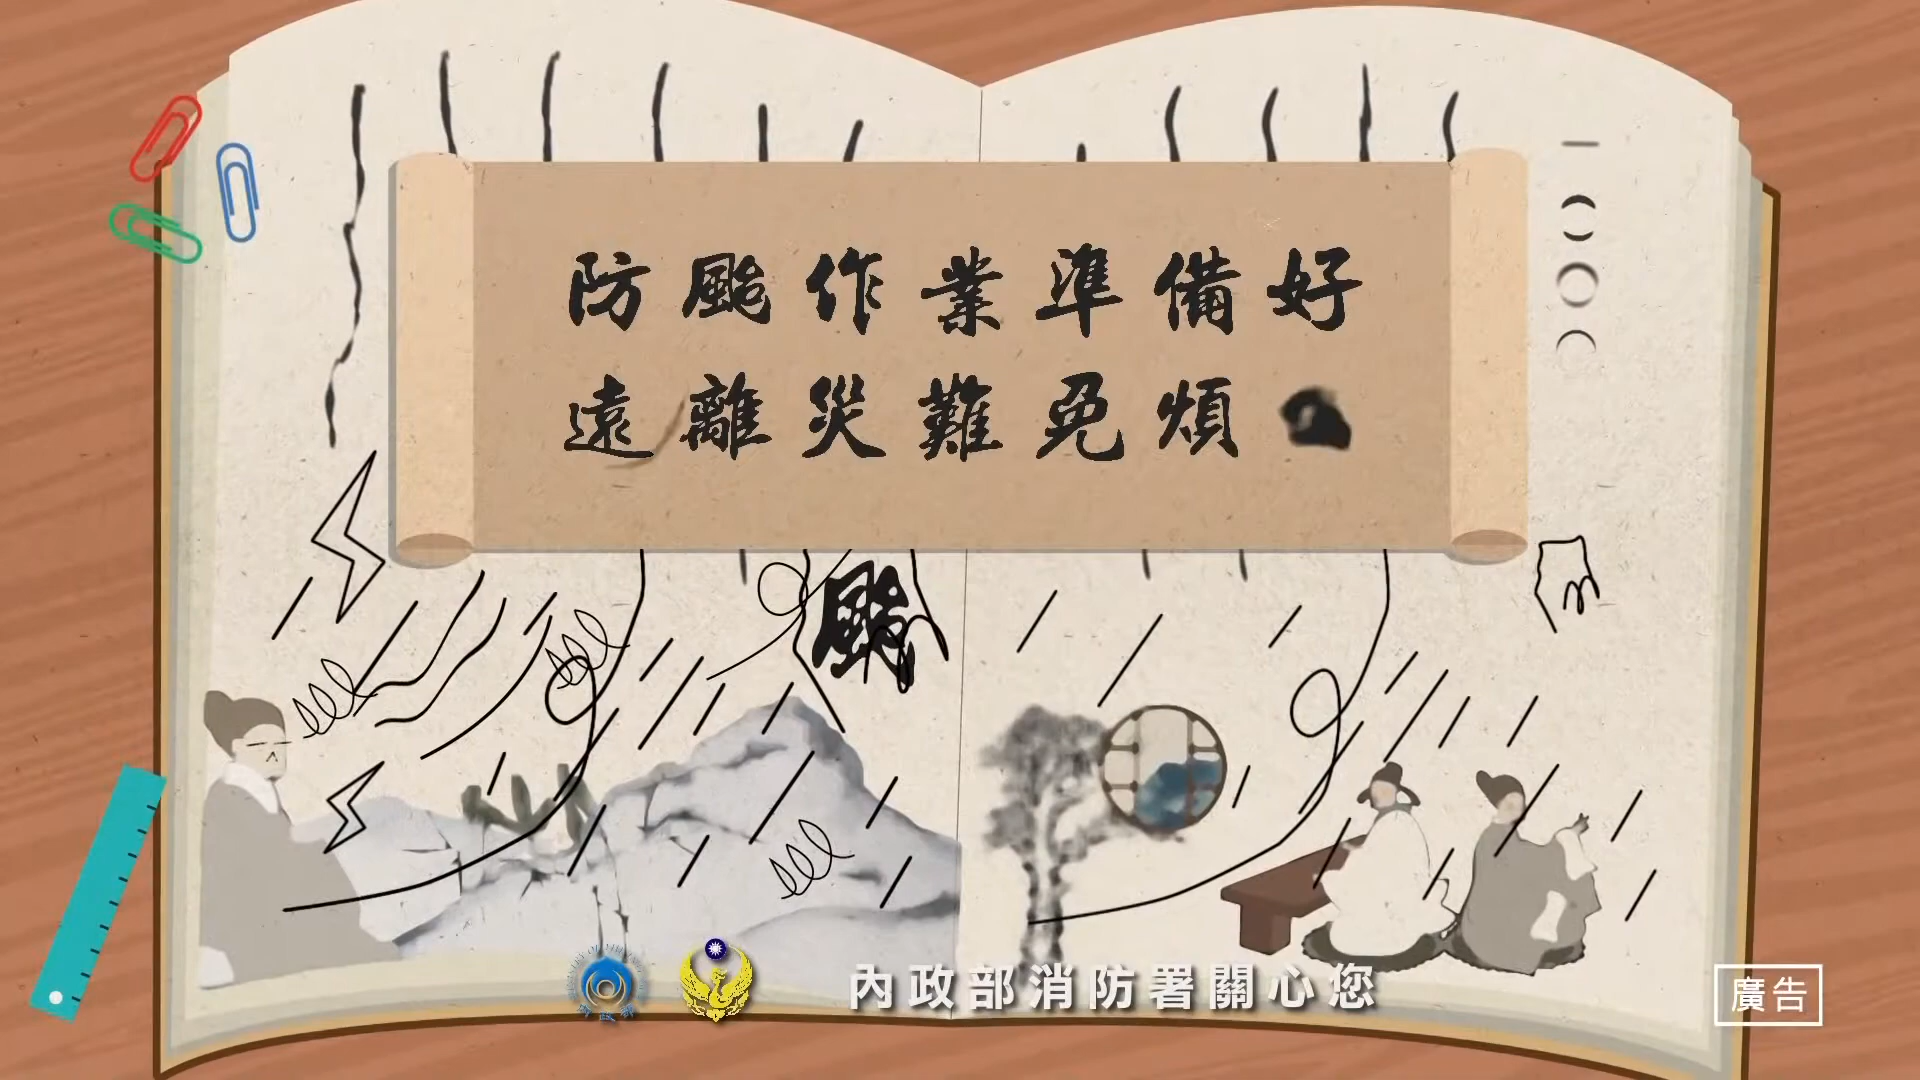 防颱作業準備好
遠離災難免煩
颱
內政部消防署關心您
廣告